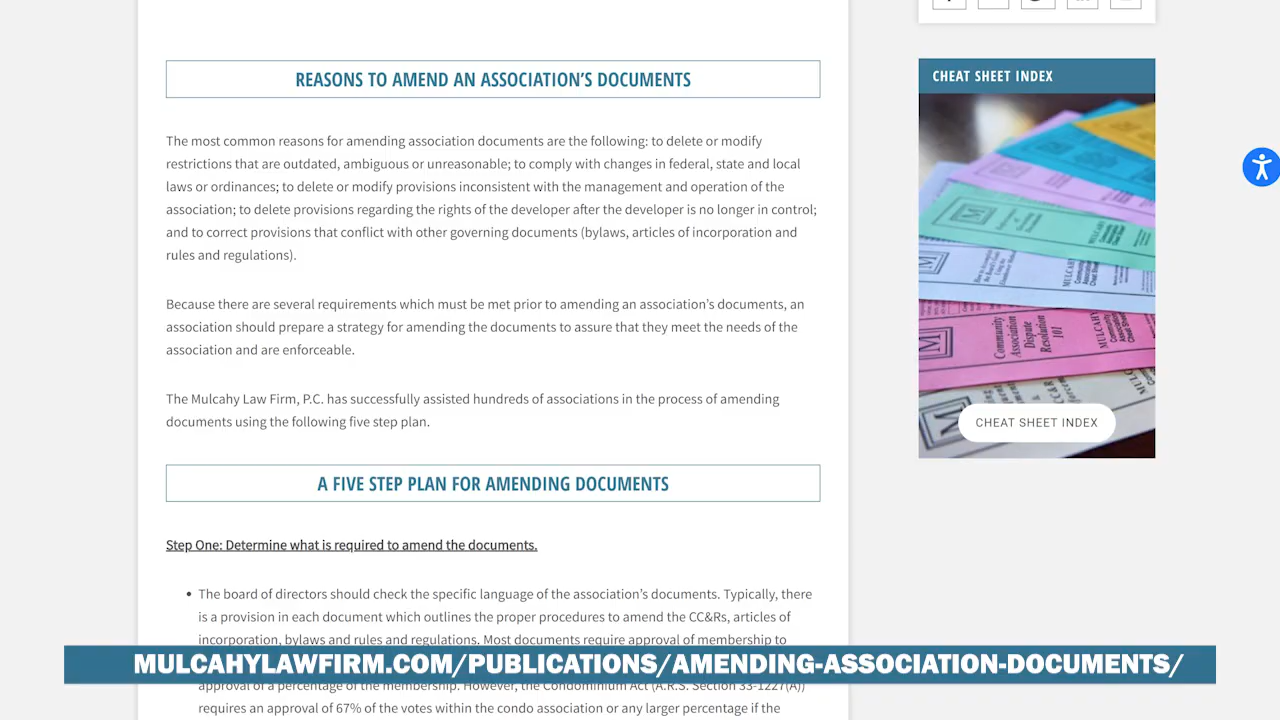 REASONS TO AMEND AN ASSOCIATION'S DOCUMENTS
The most common reasons for amending association documents are the following: to delete or modify
restrictions that are outdated, ambiguous or unreasonable; to comply with changes in federal, state and local
laws or ordinances; to delete or modify provisions inconsistent with the management and operation of the
association; to delete provisions regarding the rights of the developer after the developer is no longer in control;
and to correct provisions that conflict with other governing documents (bylaws, articles of incorporation and
rules and regulations).
Because there are several requirements which must be met prior to amending an association's documents, an
association should prepare a strategy for amending the documents to assure that they meet the needs of the
association and are enforceable.
The Mulcahy Law Firm, P.C. has successfully assisted hundreds of associations in the process of amending
documents using the following five step plan.
A FIVE STEP PLAN FOR AMENDING DOCUMENTS
Step One: Determine what is required to amend the documents.
• The board of directors should check the specific language of the association's documents. Typically, there
is a provision in each document which outlines the proper procedures to amend the CC&Rs, articles of
incorporation, bylaws and rules and regulations. Most documents require approval of membership to
approval of a percentage of the membership. However, the Condominium Act (A.R.S. Section 33-1227(A))
requires an approval of 67% of the votes within the condo association or any larger percentage if the
MULCAHYLAWFIRM.COM/PUBLICATIONS/AMENDING-ASSOCIATION-DOCUMENTS/
CHEAT SHEET INDEX
M
MULCAHY
Community
Association
Dispute
Resolution
101
MULCAHY
CHEAT SHEET INDEX